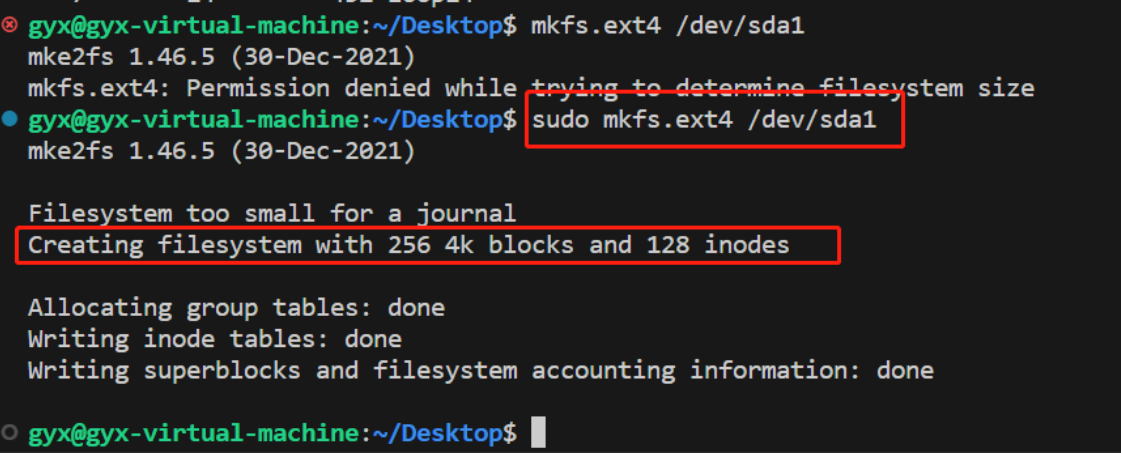 gyx@gyx-virtual-machine:~/Desktop$ mkfs.ext4 /dev/sda1
mke2fs 1.46.5 (30-Dec-2021)
mkfs.ext4: Permission denied while trying to determine filesystem size
gyx@gyx-virtual-machine:~/Desktop$ sudo mkfs.ext4 /dev/sda1
mke2fs 1.46.5 (30-Dec-2021)
Filesystem too small for a journal
Creating filesystem with 256 4k blocks and 128 inodes
Allocating group tables: done
Writing inode tables: done
Writing superblocks and filesystem accounting information: done
gyx@gyx-virtual-machine:~/Desktop$